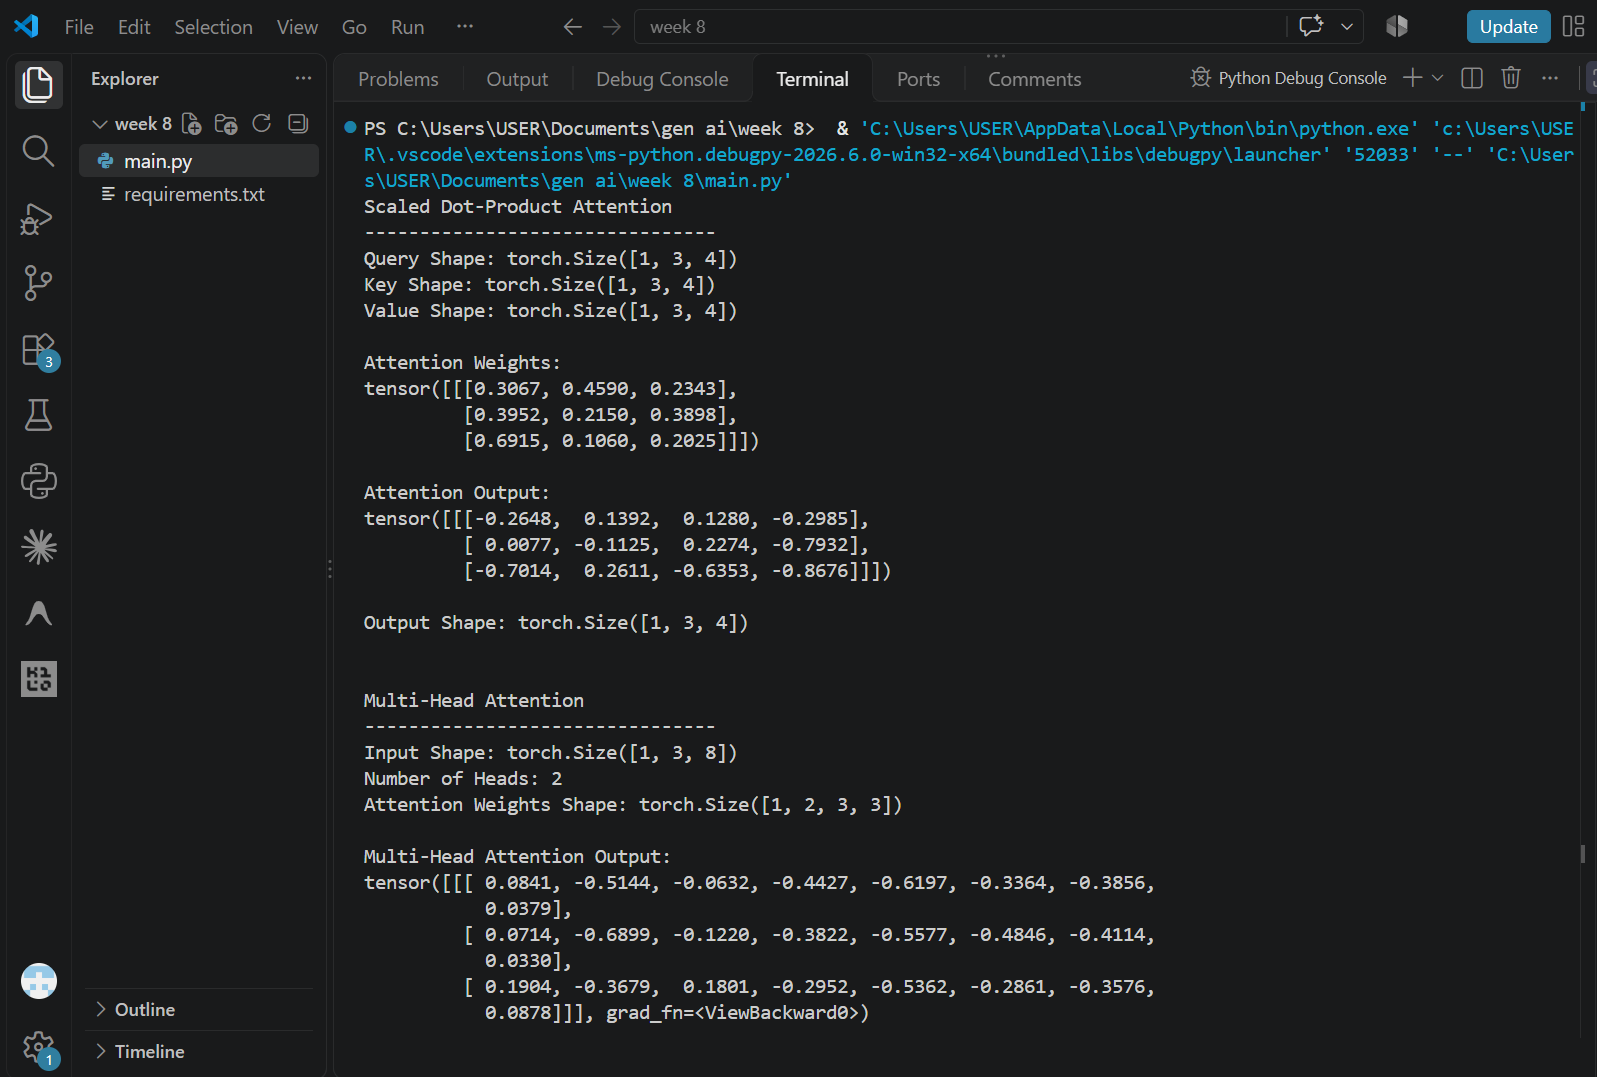 File Edit Selection View Go Run ...
week 8
Update
Explorer
week 8
main.py
requirements.txt
3
Outline
Timeline
1
Problems Output Debug Console Terminal Ports Comments
Python Debug Console
PS C:\Users\USER\Documents\gen ai\week 8>  & 'C:\Users\USER\AppData\Local\Python\bin\python.exe' 'c:\Users\USE
R\.vscode\extensions\ms-python.debugpy-2026.6.0-win32-x64\bundled\libs\debugpy\launcher' '52033' '--' 'C:\User
s\USER\Documents\gen ai\week 8\main.py'
Scaled Dot-Product Attention
--------------------------------
Query Shape: torch.Size([1, 3, 4])
Key Shape: torch.Size([1, 3, 4])
Value Shape: torch.Size([1, 3, 4])
Attention Weights:
tensor([[[0.3067, 0.4590, 0.2343],
[0.3952, 0.2150, 0.3898],
[0.6915, 0.1060, 0.2025]]])
Attention Output:
tensor([[[-0.2648,  0.1392,  0.1280, -0.2985],
[ 0.0077, -0.1125,  0.2274, -0.7932],
[-0.7014,  0.2611, -0.6353, -0.8676]]])
Output Shape: torch.Size([1, 3, 4])
Multi-Head Attention
--------------------------------
Input Shape: torch.Size([1, 3, 8])
Number of Heads: 2
Attention Weights Shape: torch.Size([1, 2, 3, 3])
Multi-Head Attention Output:
tensor([[[ 0.0841, -0.5144, -0.0632, -0.4427, -0.6197, -0.3364, -0.3856,
0.0379],
[ 0.0714, -0.6899, -0.1220, -0.3822, -0.5577, -0.4846, -0.4114,
0.0330],
[ 0.1904, -0.3679,  0.1801, -0.2952, -0.5362, -0.2861, -0.3576,
0.0878]]], grad_fn=<ViewBackward0>)